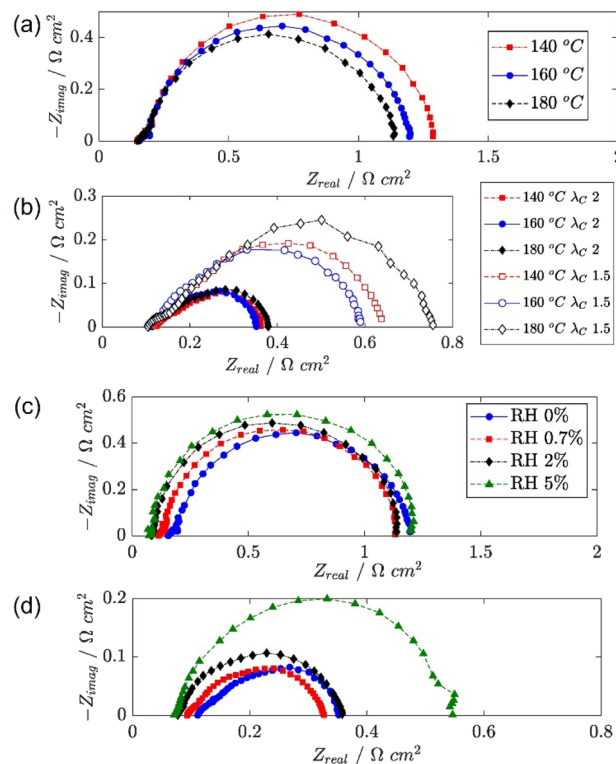 (a)
0.4
0.2
0
0
0.5
1
1.5
2
-Z_imag / Ω cm²
Z_real / Ω cm²
140 °C
160 °C
180 °C
(b)
0.3
0.2
0.1
0
0
0.2
0.4
0.6
0.8
-Z_imag / Ω cm²
Z_real / Ω cm²
140 °C λ_C 2
160 °C λ_C 2
180 °C λ_C 2
140 °C λ_C 1.5
160 °C λ_C 1.5
180 °C λ_C 1.5
(c)
0.6
0.4
0.2
0
0
0.5
1
1.5
2
-Z_imag / Ω cm²
Z_real / Ω cm²
RH 0%
RH 0.7%
RH 2%
RH 5%
(d)
0.2
0.1
0
0
0.2
0.4
0.6
0.8
-Z_imag / Ω cm²
Z_real / Ω cm²